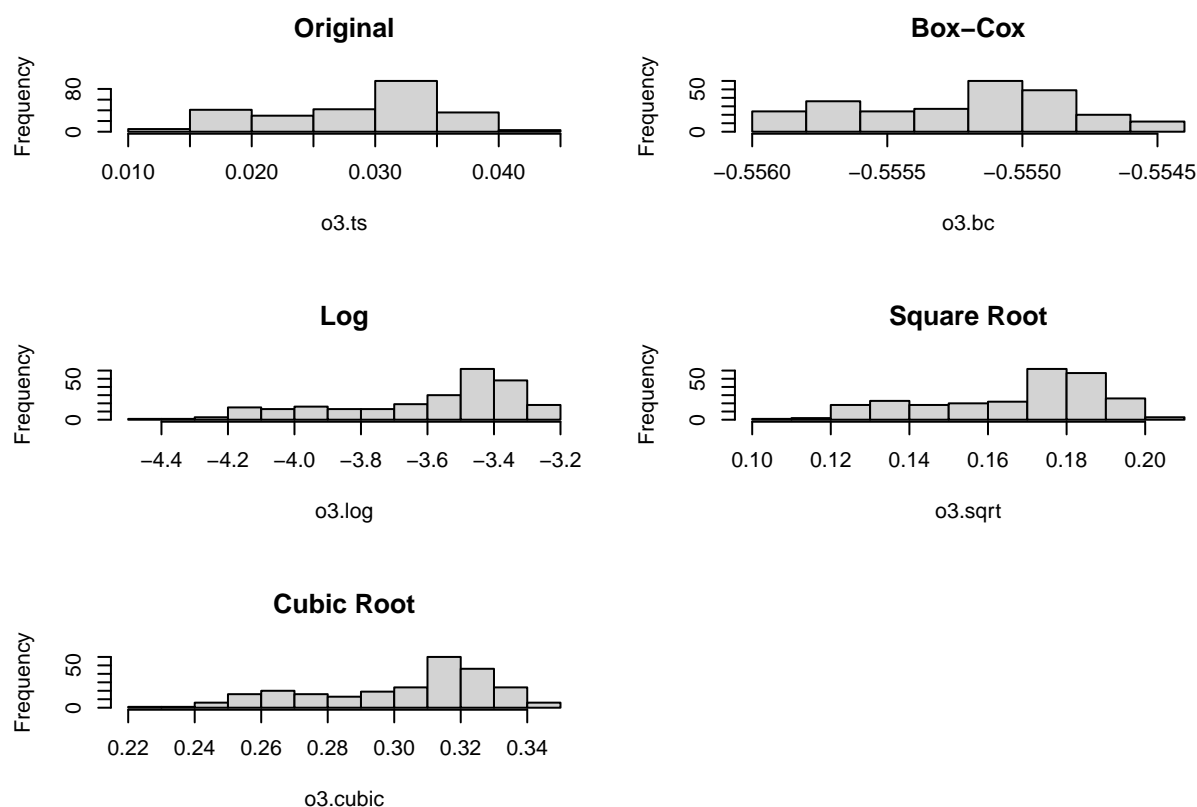 Original
Frequency
0
80
0.010 0.020 0.030 0.040
o3.ts
Box−Cox
Frequency
0
50
−0.5560 −0.5555 −0.5550 −0.5545
o3.bc
Log
Frequency
0
50
−4.4 −4.2 −4.0 −3.8 −3.6 −3.4 −3.2
o3.log
Square Root
Frequency
0
50
0.10 0.12 0.14 0.16 0.18 0.20
o3.sqrt
Cubic Root
Frequency
0
50
0.22 0.24 0.26 0.28 0.30 0.32 0.34
o3.cubic